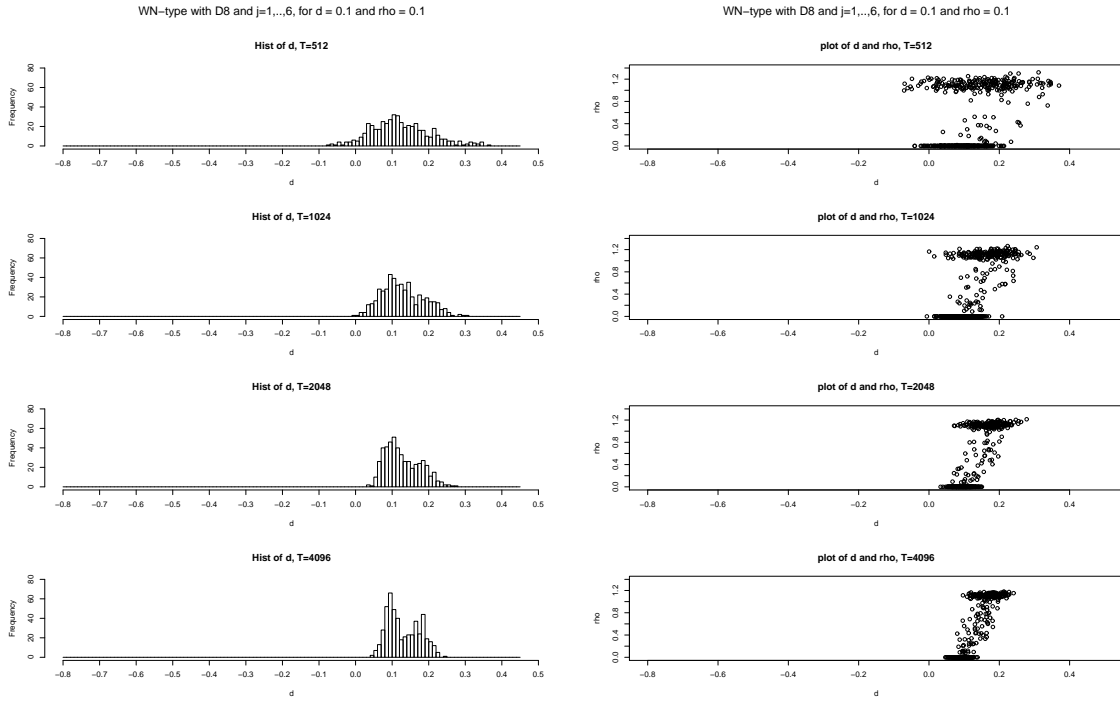 WN−type with D8 and j=1,..,6, for d = 0.1 and rho = 0.1
Hist of d, T=512
Frequency
0 20 40 60 80
−0.8 −0.7 −0.6 −0.5 −0.4 −0.3 −0.2 −0.1 0.0 0.1 0.2 0.3 0.4 0.5
d
Hist of d, T=1024
Frequency
0 20 40 60 80
−0.8 −0.7 −0.6 −0.5 −0.4 −0.3 −0.2 −0.1 0.0 0.1 0.2 0.3 0.4 0.5
d
Hist of d, T=2048
Frequency
0 20 40 60 80
−0.8 −0.7 −0.6 −0.5 −0.4 −0.3 −0.2 −0.1 0.0 0.1 0.2 0.3 0.4 0.5
d
Hist of d, T=4096
Frequency
0 20 40 60 80
−0.8 −0.7 −0.6 −0.5 −0.4 −0.3 −0.2 −0.1 0.0 0.1 0.2 0.3 0.4 0.5
d
WN−type with D8 and j=1,..,6, for d = 0.1 and rho = 0.1
plot of d and rho, T=512
rho
0.0 0.4 0.8 1.2
−0.8 −0.6 −0.4 −0.2 0.0 0.2 0.4
d
plot of d and rho, T=1024
rho
0.0 0.4 0.8 1.2
−0.8 −0.6 −0.4 −0.2 0.0 0.2 0.4
d
plot of d and rho, T=2048
rho
0.0 0.4 0.8 1.2
−0.8 −0.6 −0.4 −0.2 0.0 0.2 0.4
d
plot of d and rho, T=4096
rho
0.0 0.4 0.8 1.2
−0.8 −0.6 −0.4 −0.2 0.0 0.2 0.4
d